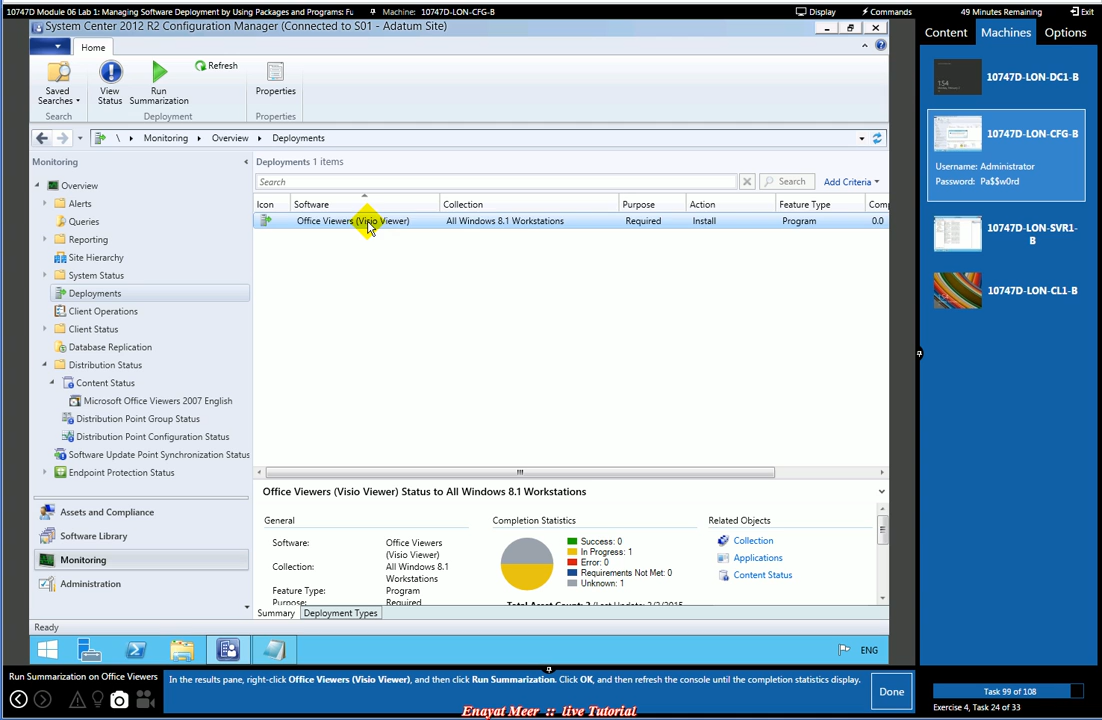 10747D Module 06 Lab 1: Managing Software Deployment by Using Packages and Programs: Fu
Machine: 10747D-LON-CFG-B
Display
Commands
49 Minutes Remaining
Exit
System Center 2012 R2 Configuration Manager (Connected to S01 - Adatum Site)
Content
Machines
Options
Home
Saved Searches
View Status
Run Summarization
Refresh
Properties
Search
Deployment
Properties
\ Monitoring Overview Deployments
Monitoring
Overview
Alerts
Queries
Reporting
Site Hierarchy
System Status
Deployments
Client Operations
Client Status
Database Replication
Distribution Status
Content Status
Microsoft Office Viewers 2007 English
Distribution Point Group Status
Distribution Point Configuration Status
Software Update Point Synchronization Status
Endpoint Protection Status
Assets and Compliance
Software Library
Monitoring
Administration
Deployments 1 items
Search
Search
Add Criteria
Icon Software Collection Purpose Action Feature Type Comp
Office Viewers (Visio Viewer) All Windows 8.1 Workstations Required Install Program 0.0
Office Viewers (Visio Viewer) Status to All Windows 8.1 Workstations
General
Software: Office Viewers
(Visio Viewer)
Collection: All Windows 8.1
Workstations
Feature Type: Program
Purpose: Required
Completion Statistics
Success: 0
In Progress: 1
Error: 0
Requirements Not Met: 0
Unknown: 1
Total Asset Count: 2 (Last Update: 2/2/2015
Related Objects
Collection
Applications
Content Status
Summary
Deployment Types
Ready
ENG
10747D-LON-DC1-B
10747D-LON-CFG-B
Username: Administrator
Password: Pa$$w0rd
10747D-LON-SVR1-
B
10747D-LON-CL1-B
Run Summarization on Office Viewers
In the results pane, right-click Office Viewers (Visio Viewer), and then click Run Summarization. Click OK, and then refresh the console until the completion statistics display.
Done
Task 99 of 108
Exercise 4, Task 24 of 33
Enayat Meer :: live Tutorial